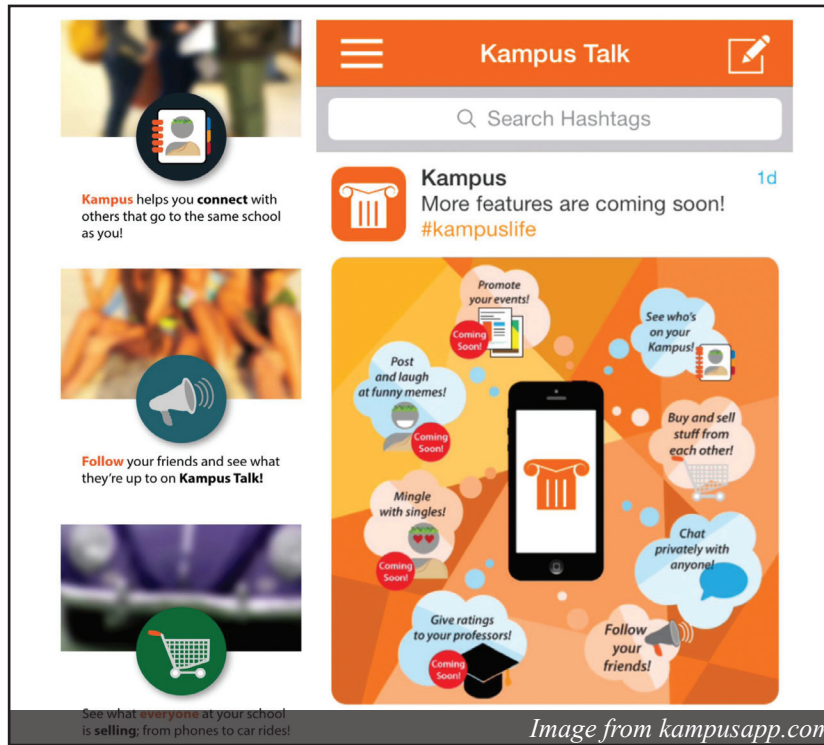 Kampus helps you connect with
others that go to the same school
as you!
Follow your friends and see what
they're up to on Kampus Talk!
See what everyone at your school
is selling; from phones to car rides!
Kampus Talk
Search Hashtags
Kampus
1d
More features are coming soon!
#kampuslife
Promote
your events!
Coming
Soon!
See who's
on your
Kampus!
Post
and laugh
at funny memes!
Coming
Soon!
Buy and sell
stuff from
each other!
Mingle
with singles!
Coming
Soon!
Chat
privately with
anyone!
Give ratings
to your professors!
Coming
Soon!
Follow
your
friends!
Image from kampusapp.com